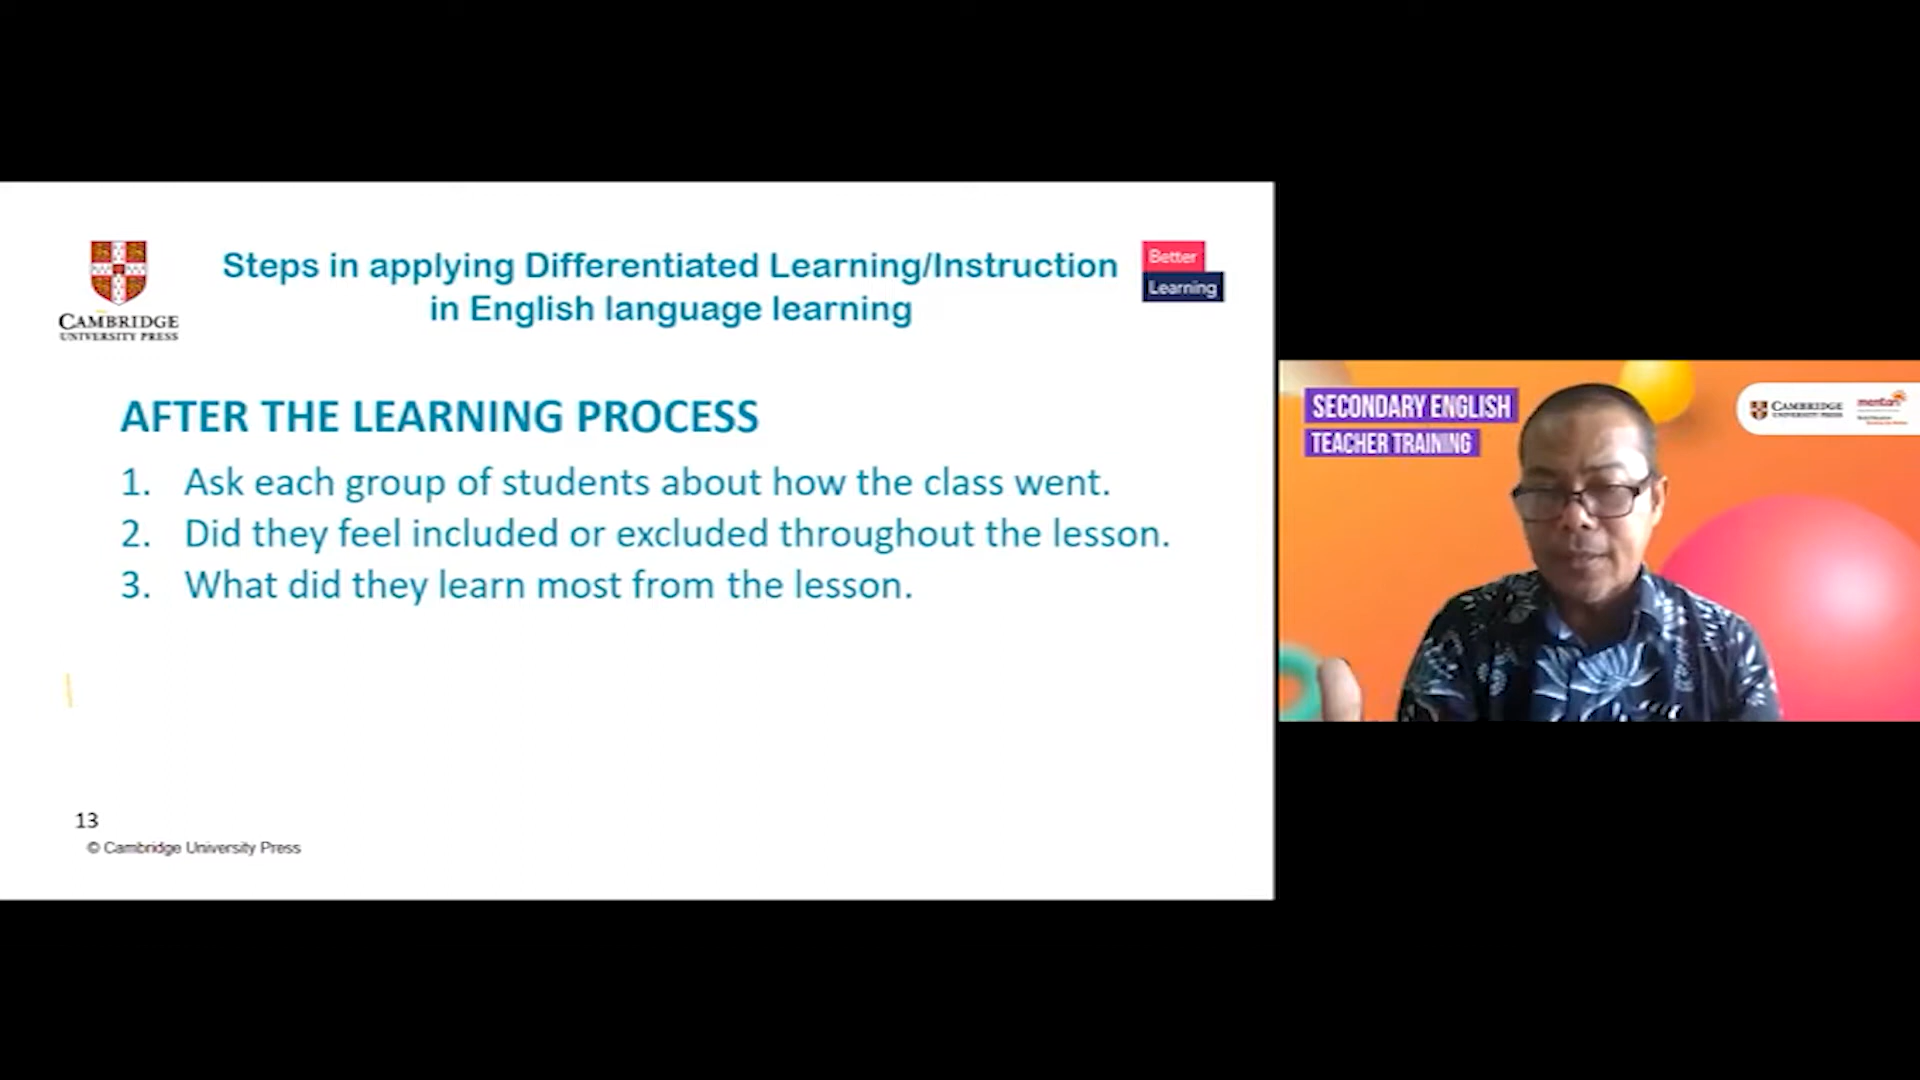 CAMBRIDGE
UNIVERSITY PRESS
Steps in applying Differentiated Learning/Instruction
in English language learning
Better
Learning
AFTER THE LEARNING PROCESS
1. Ask each group of students about how the class went.
2. Did they feel included or excluded throughout the lesson.
3. What did they learn most from the lesson.
13
© Cambridge University Press
SECONDARY ENGLISH
TEACHER TRAINING
CAMBRIDGE
UNIVERSITY PRESS
mentari